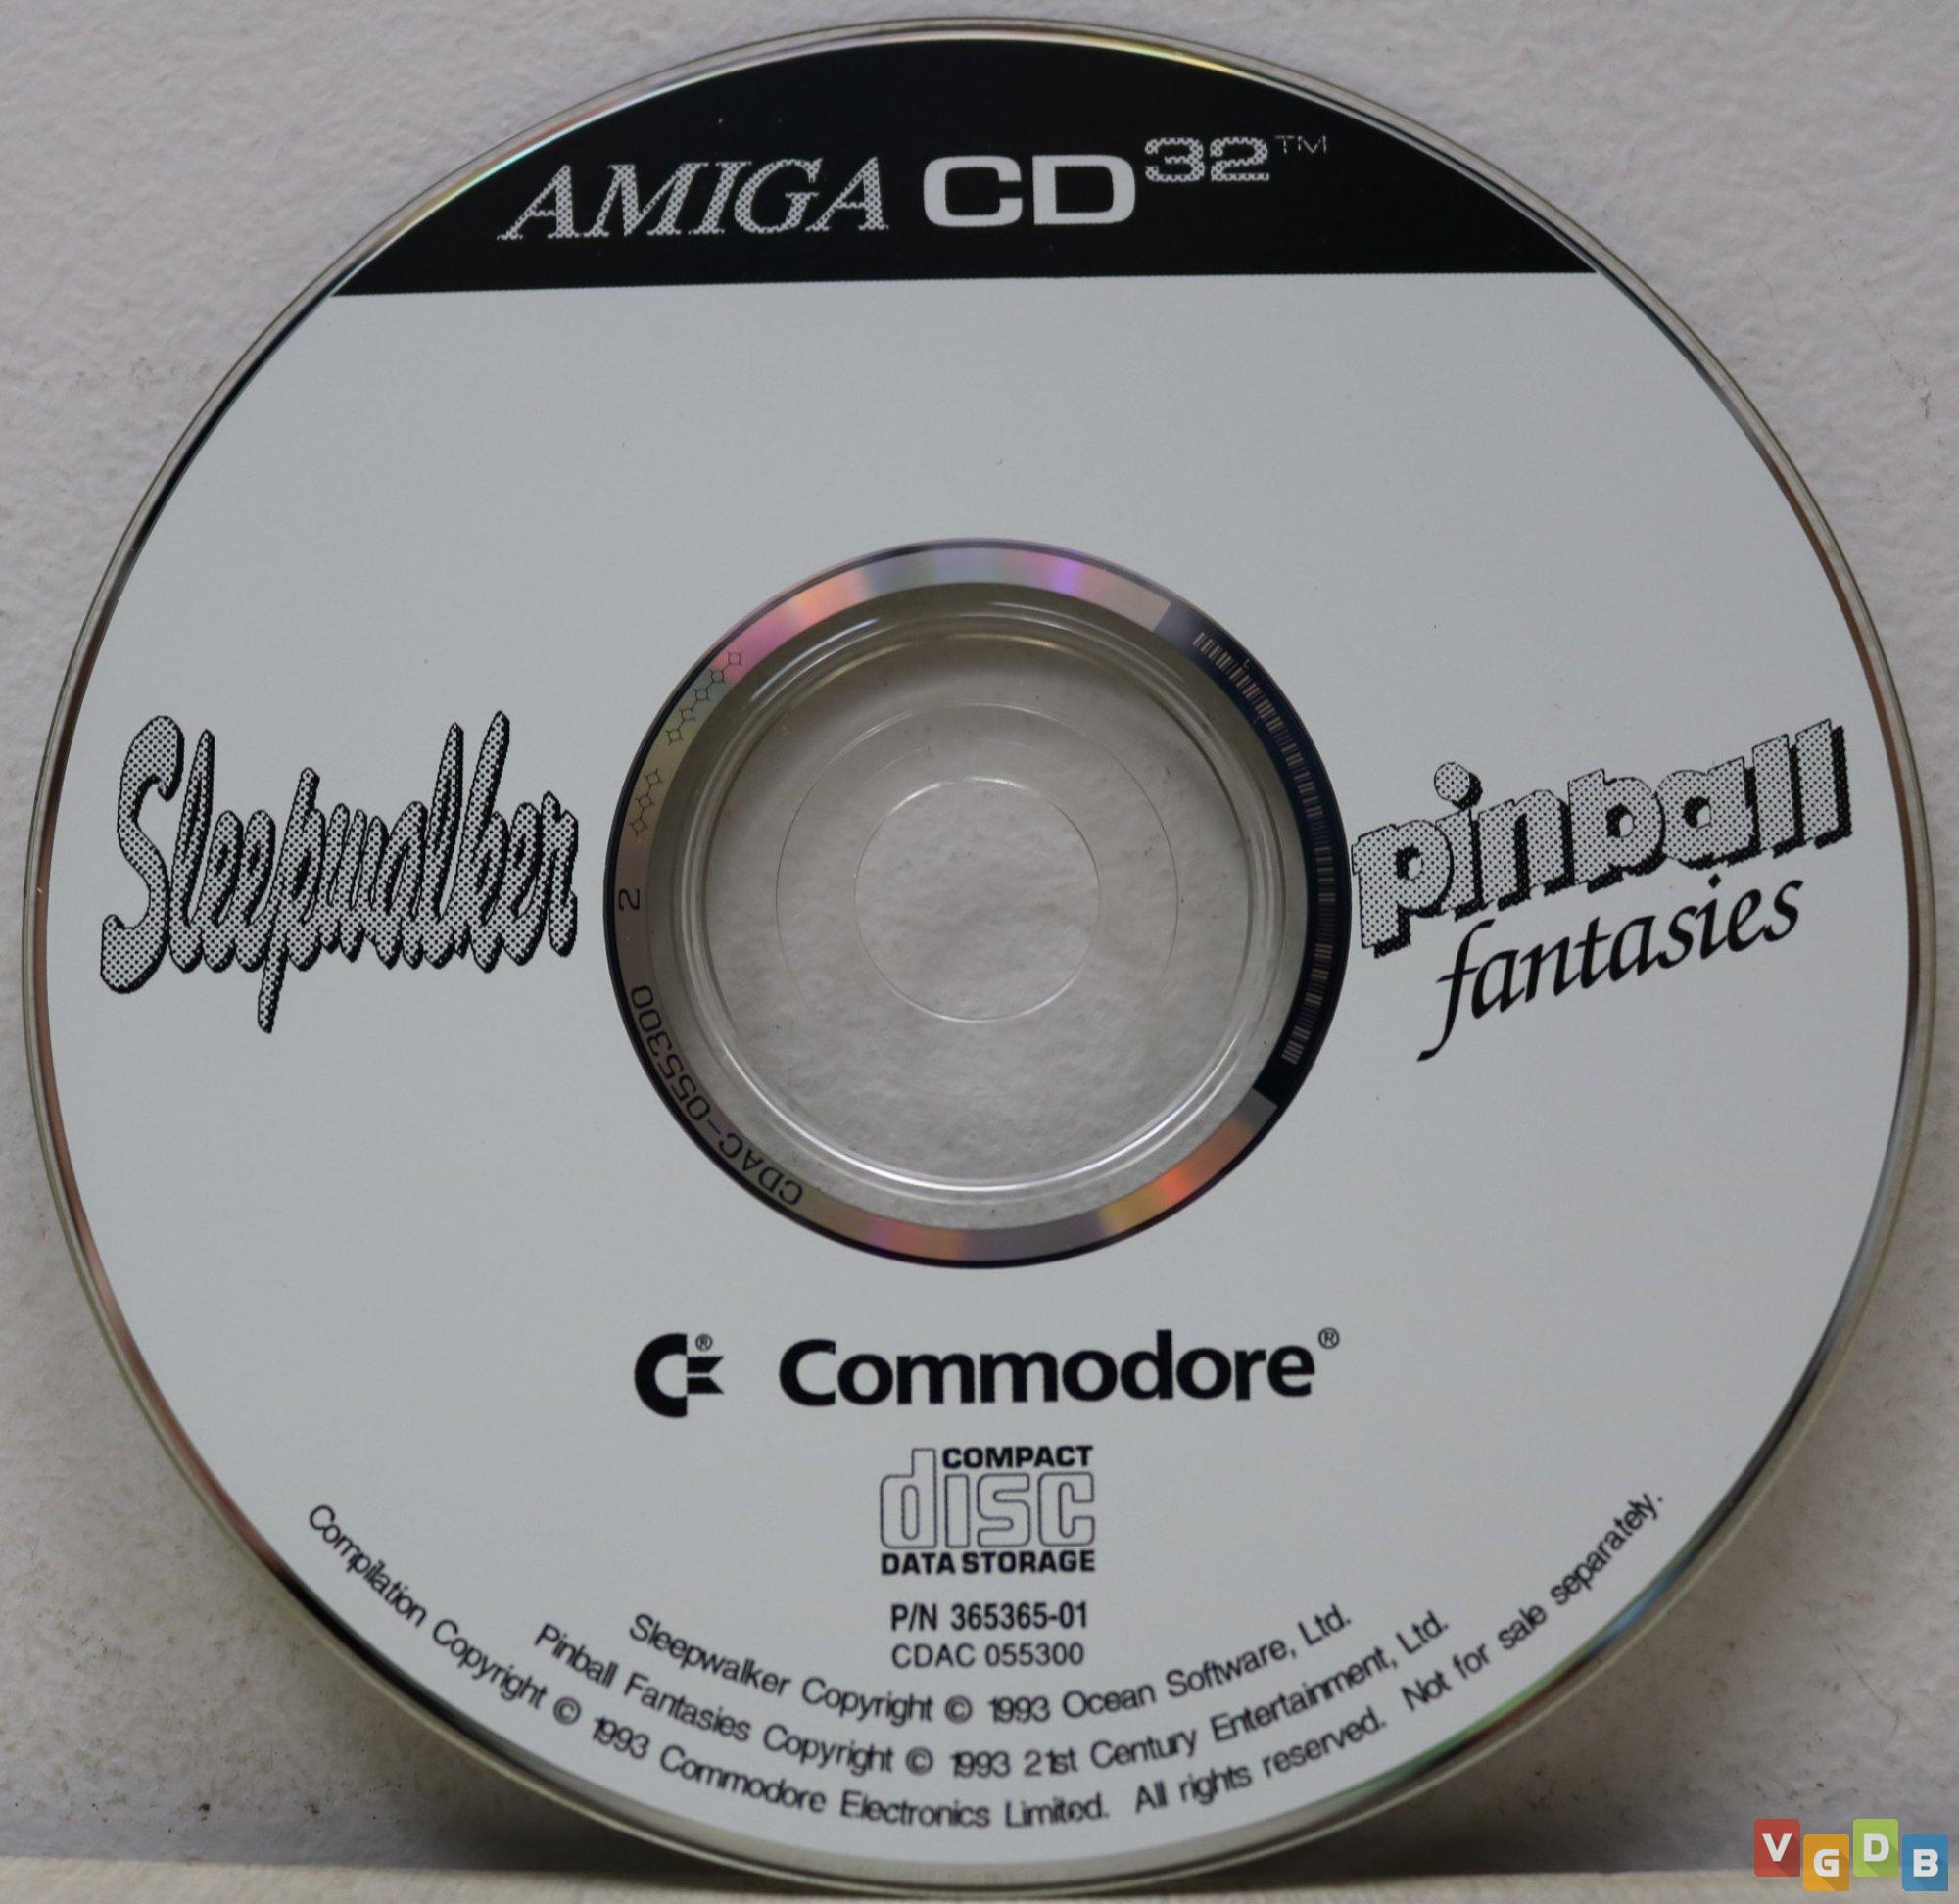 AMIGA CD32™
Sleepwalker
pinball
fantasies
2
CDAC-055300
C® Commodore®
COMPACT
disc
DATA STORAGE
P/N 365365-01
CDAC 055300
Sleepwalker Copyright © 1993 Ocean Software, Ltd.
Pinball Fantasies Copyright © 1993 21st Century Entertainment, Ltd.
Compilation Copyright © 1993 Commodore Electronics Limited. All rights reserved. Not for sale separately.
VGDB